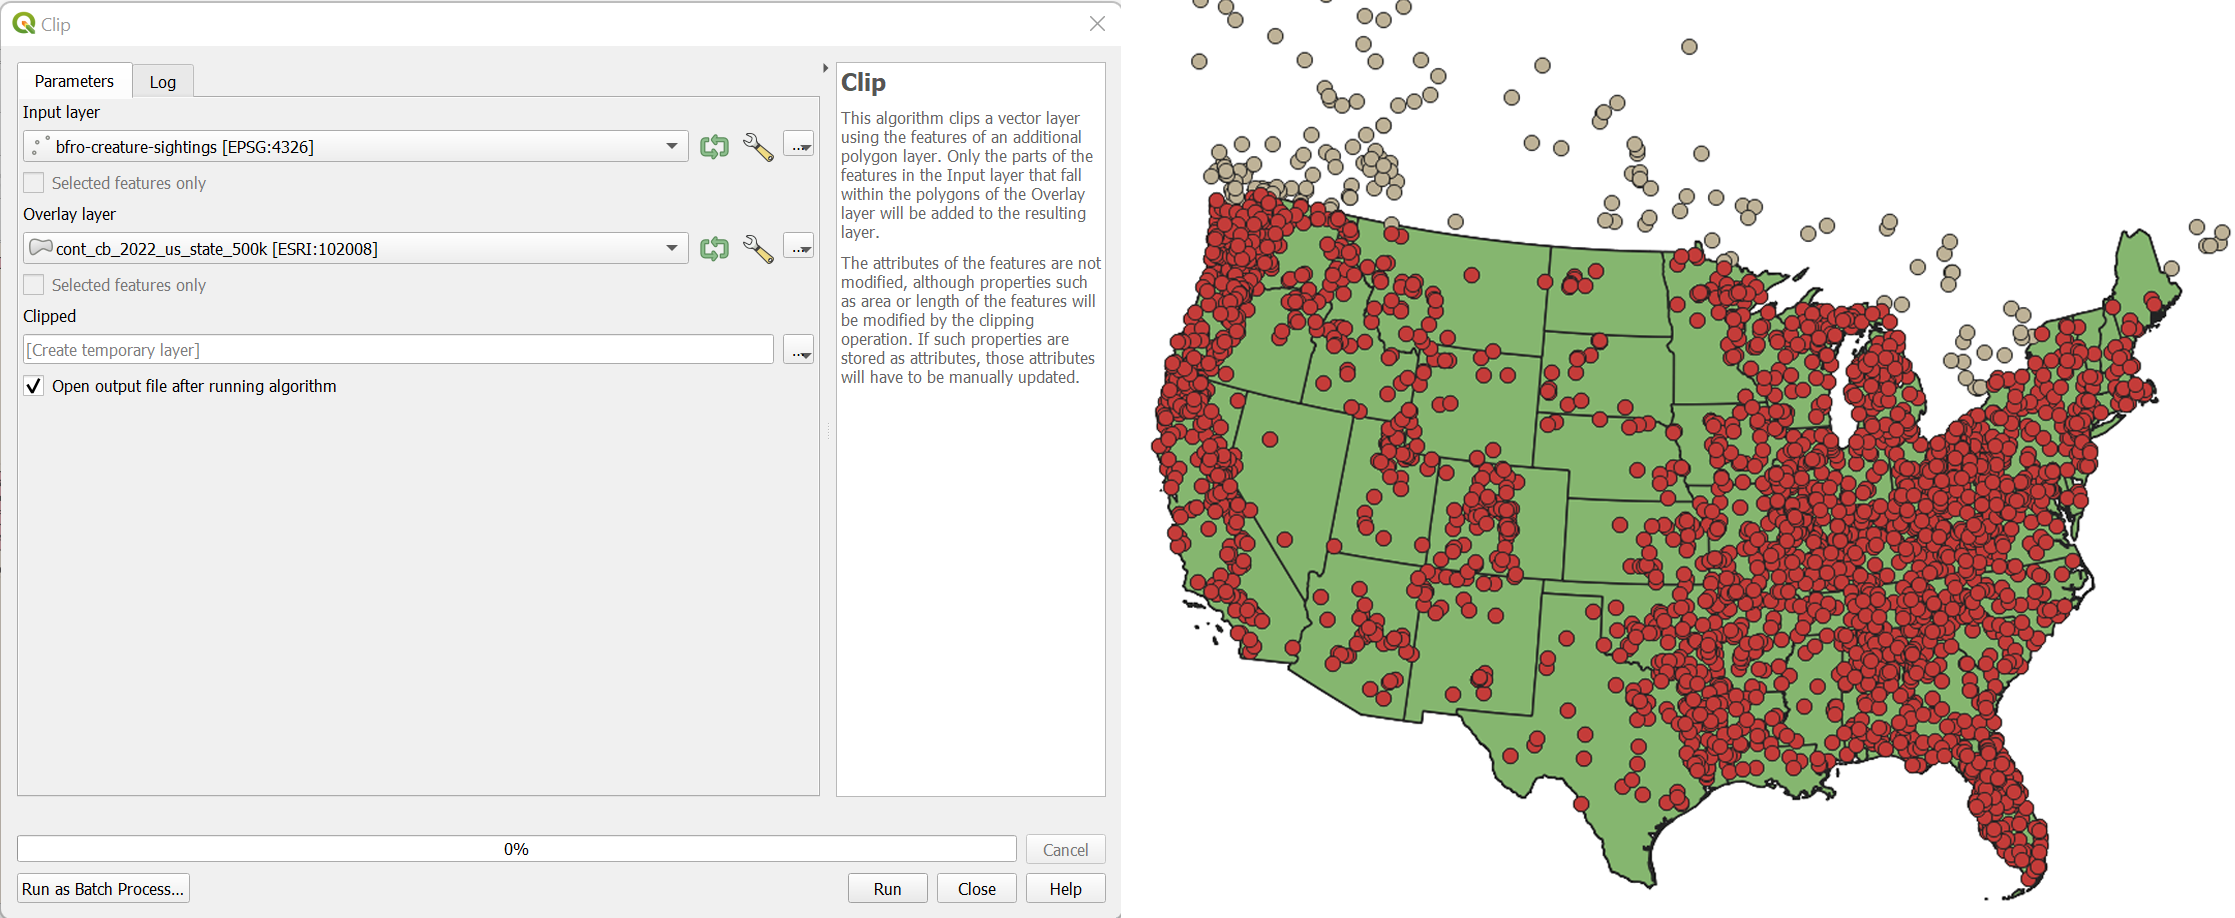 Clip
Parameters
Log
Input layer
bfro-creature-sightings [EPSG:4326]
...
Selected features only
Overlay layer
cont_cb_2022_us_state_500k [ESRI:102008]
...
Selected features only
Clipped
[Create temporary layer]
...
Open output file after running algorithm
Clip
This algorithm clips a vector layer
using the features of an additional
polygon layer. Only the parts of the
features in the Input layer that fall
within the polygons of the Overlay
layer will be added to the resulting
layer.
The attributes of the features are not
modified, although properties such
as area or length of the features will
be modified by the clipping
operation. If such properties are
stored as attributes, those attributes
will have to be manually updated.
0%
Cancel
Run as Batch Process...
Run
Close
Help